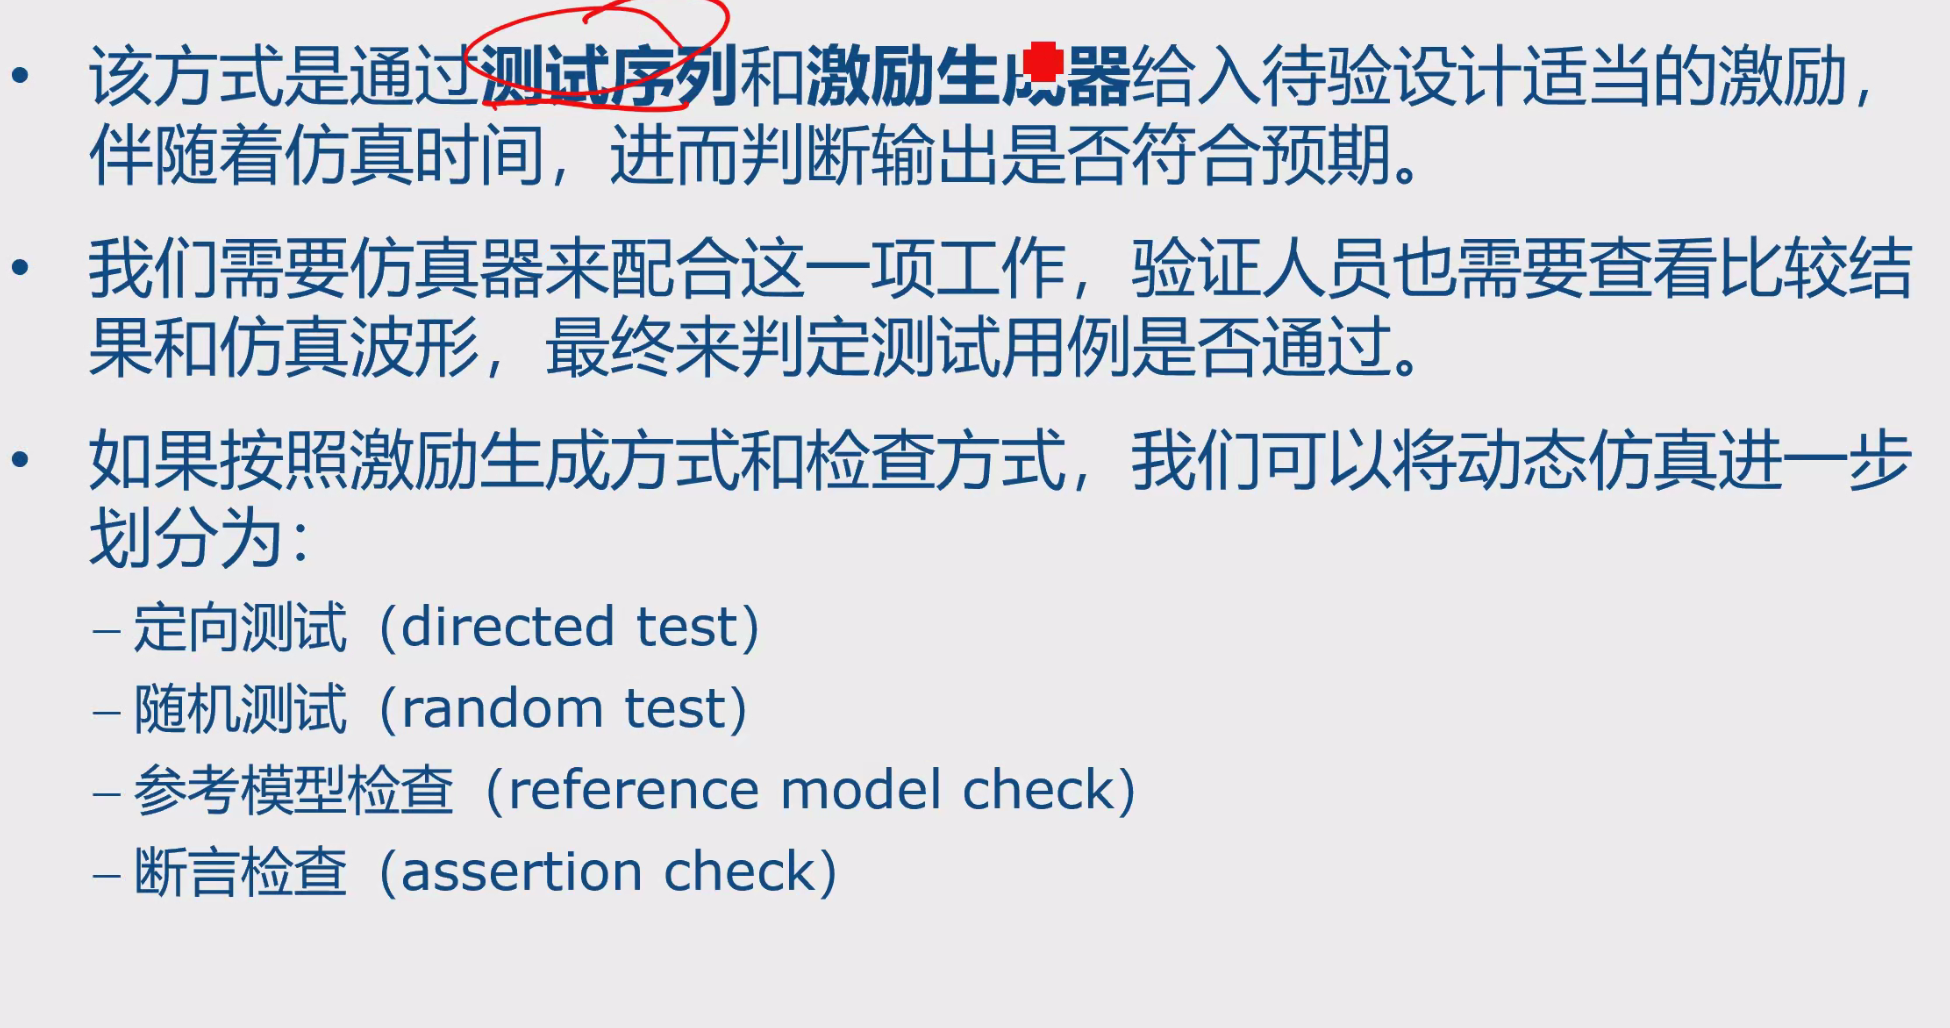 • 该方式是通过测试序列和激励生成器给入待验设计适当的激励，
伴随着仿真时间，进而判断输出是否符合预期。
• 我们需要仿真器来配合这一项工作，验证人员也需要查看比较结
果和仿真波形，最终来判定测试用例是否通过。
• 如果按照激励生成方式和检查方式，我们可以将动态仿真进一步
划分为：
– 定向测试（directed test）
– 随机测试（random test）
– 参考模型检查（reference model check）
– 断言检查（assertion check）